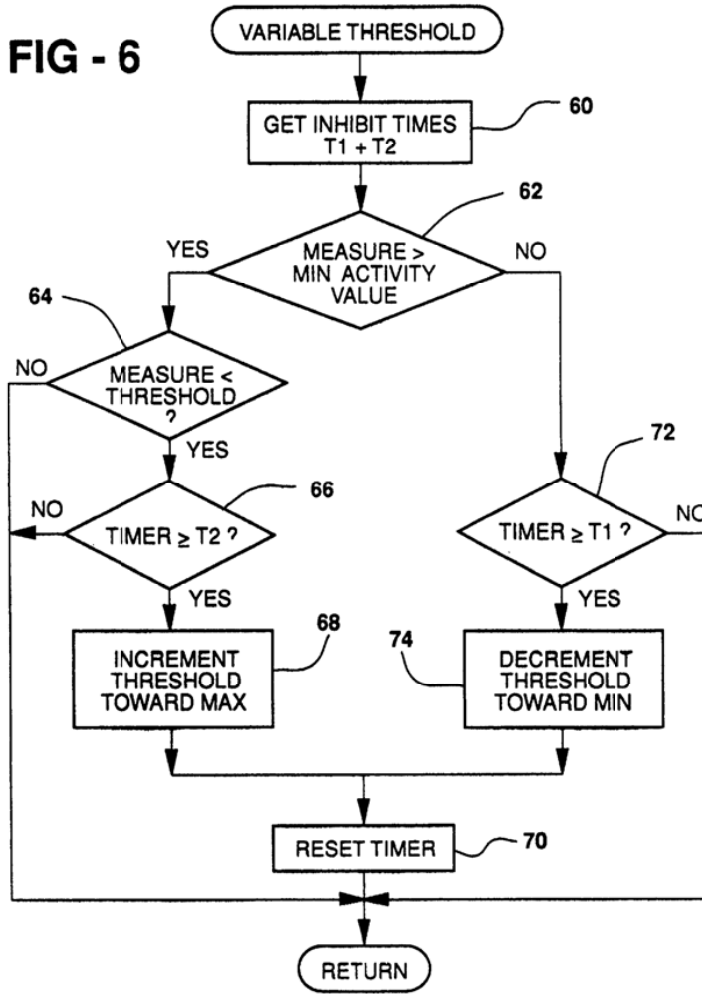 FIG - 6
VARIABLE THRESHOLD
60
GET INHIBIT TIMES
T1 + T2
62
YES
MEASURE >
MIN ACTIVITY
VALUE
NO
64
NO
MEASURE <
THRESHOLD
?
YES
66
NO
TIMER ≥ T2 ?
YES
72
TIMER ≥ T1 ?
NO
YES
68
INCREMENT
THRESHOLD
TOWARD MAX
74
DECREMENT
THRESHOLD
TOWARD MIN
RESET TIMER
70
RETURN